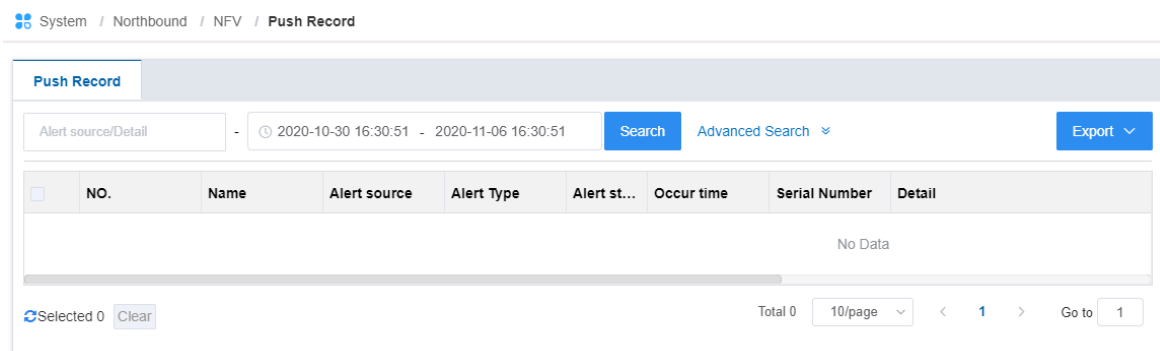 System / Northbound / NFV / Push Record
Push Record
Alert source/Detail - 2020-10-30 16:30:51 - 2020-11-06 16:30:51 Search Advanced Search Export
NO. Name Alert source Alert Type Alert st... Occur time Serial Number Detail
No Data
Selected 0 Clear Total 0 10/page < 1 > Go to 1